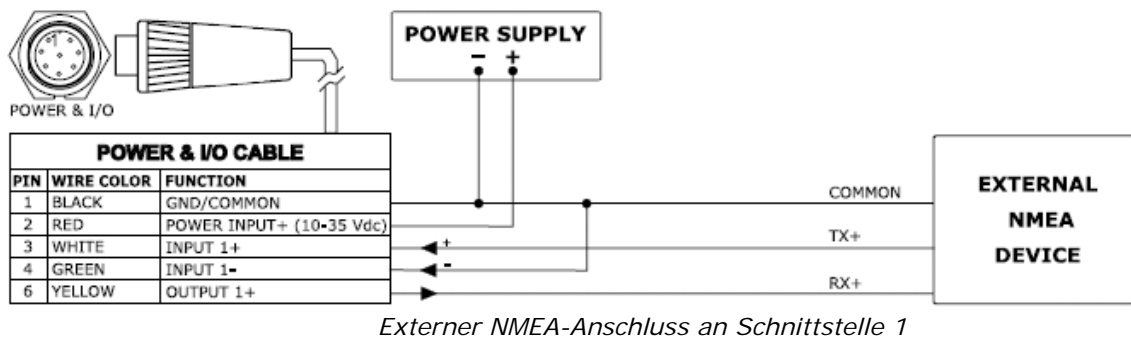 POWER SUPPLY
- +
1
POWER & I/O
POWER & I/O CABLE
PIN WIRE COLOR FUNCTION
1 BLACK GND/COMMON
2 RED POWER INPUT+ (10-35 Vdc)
3 WHITE INPUT 1+
4 GREEN INPUT 1-
6 YELLOW OUTPUT 1+
COMMON
+
TX+
-
RX+
EXTERNAL
NMEA
DEVICE
Externer NMEA-Anschluss an Schnittstelle 1